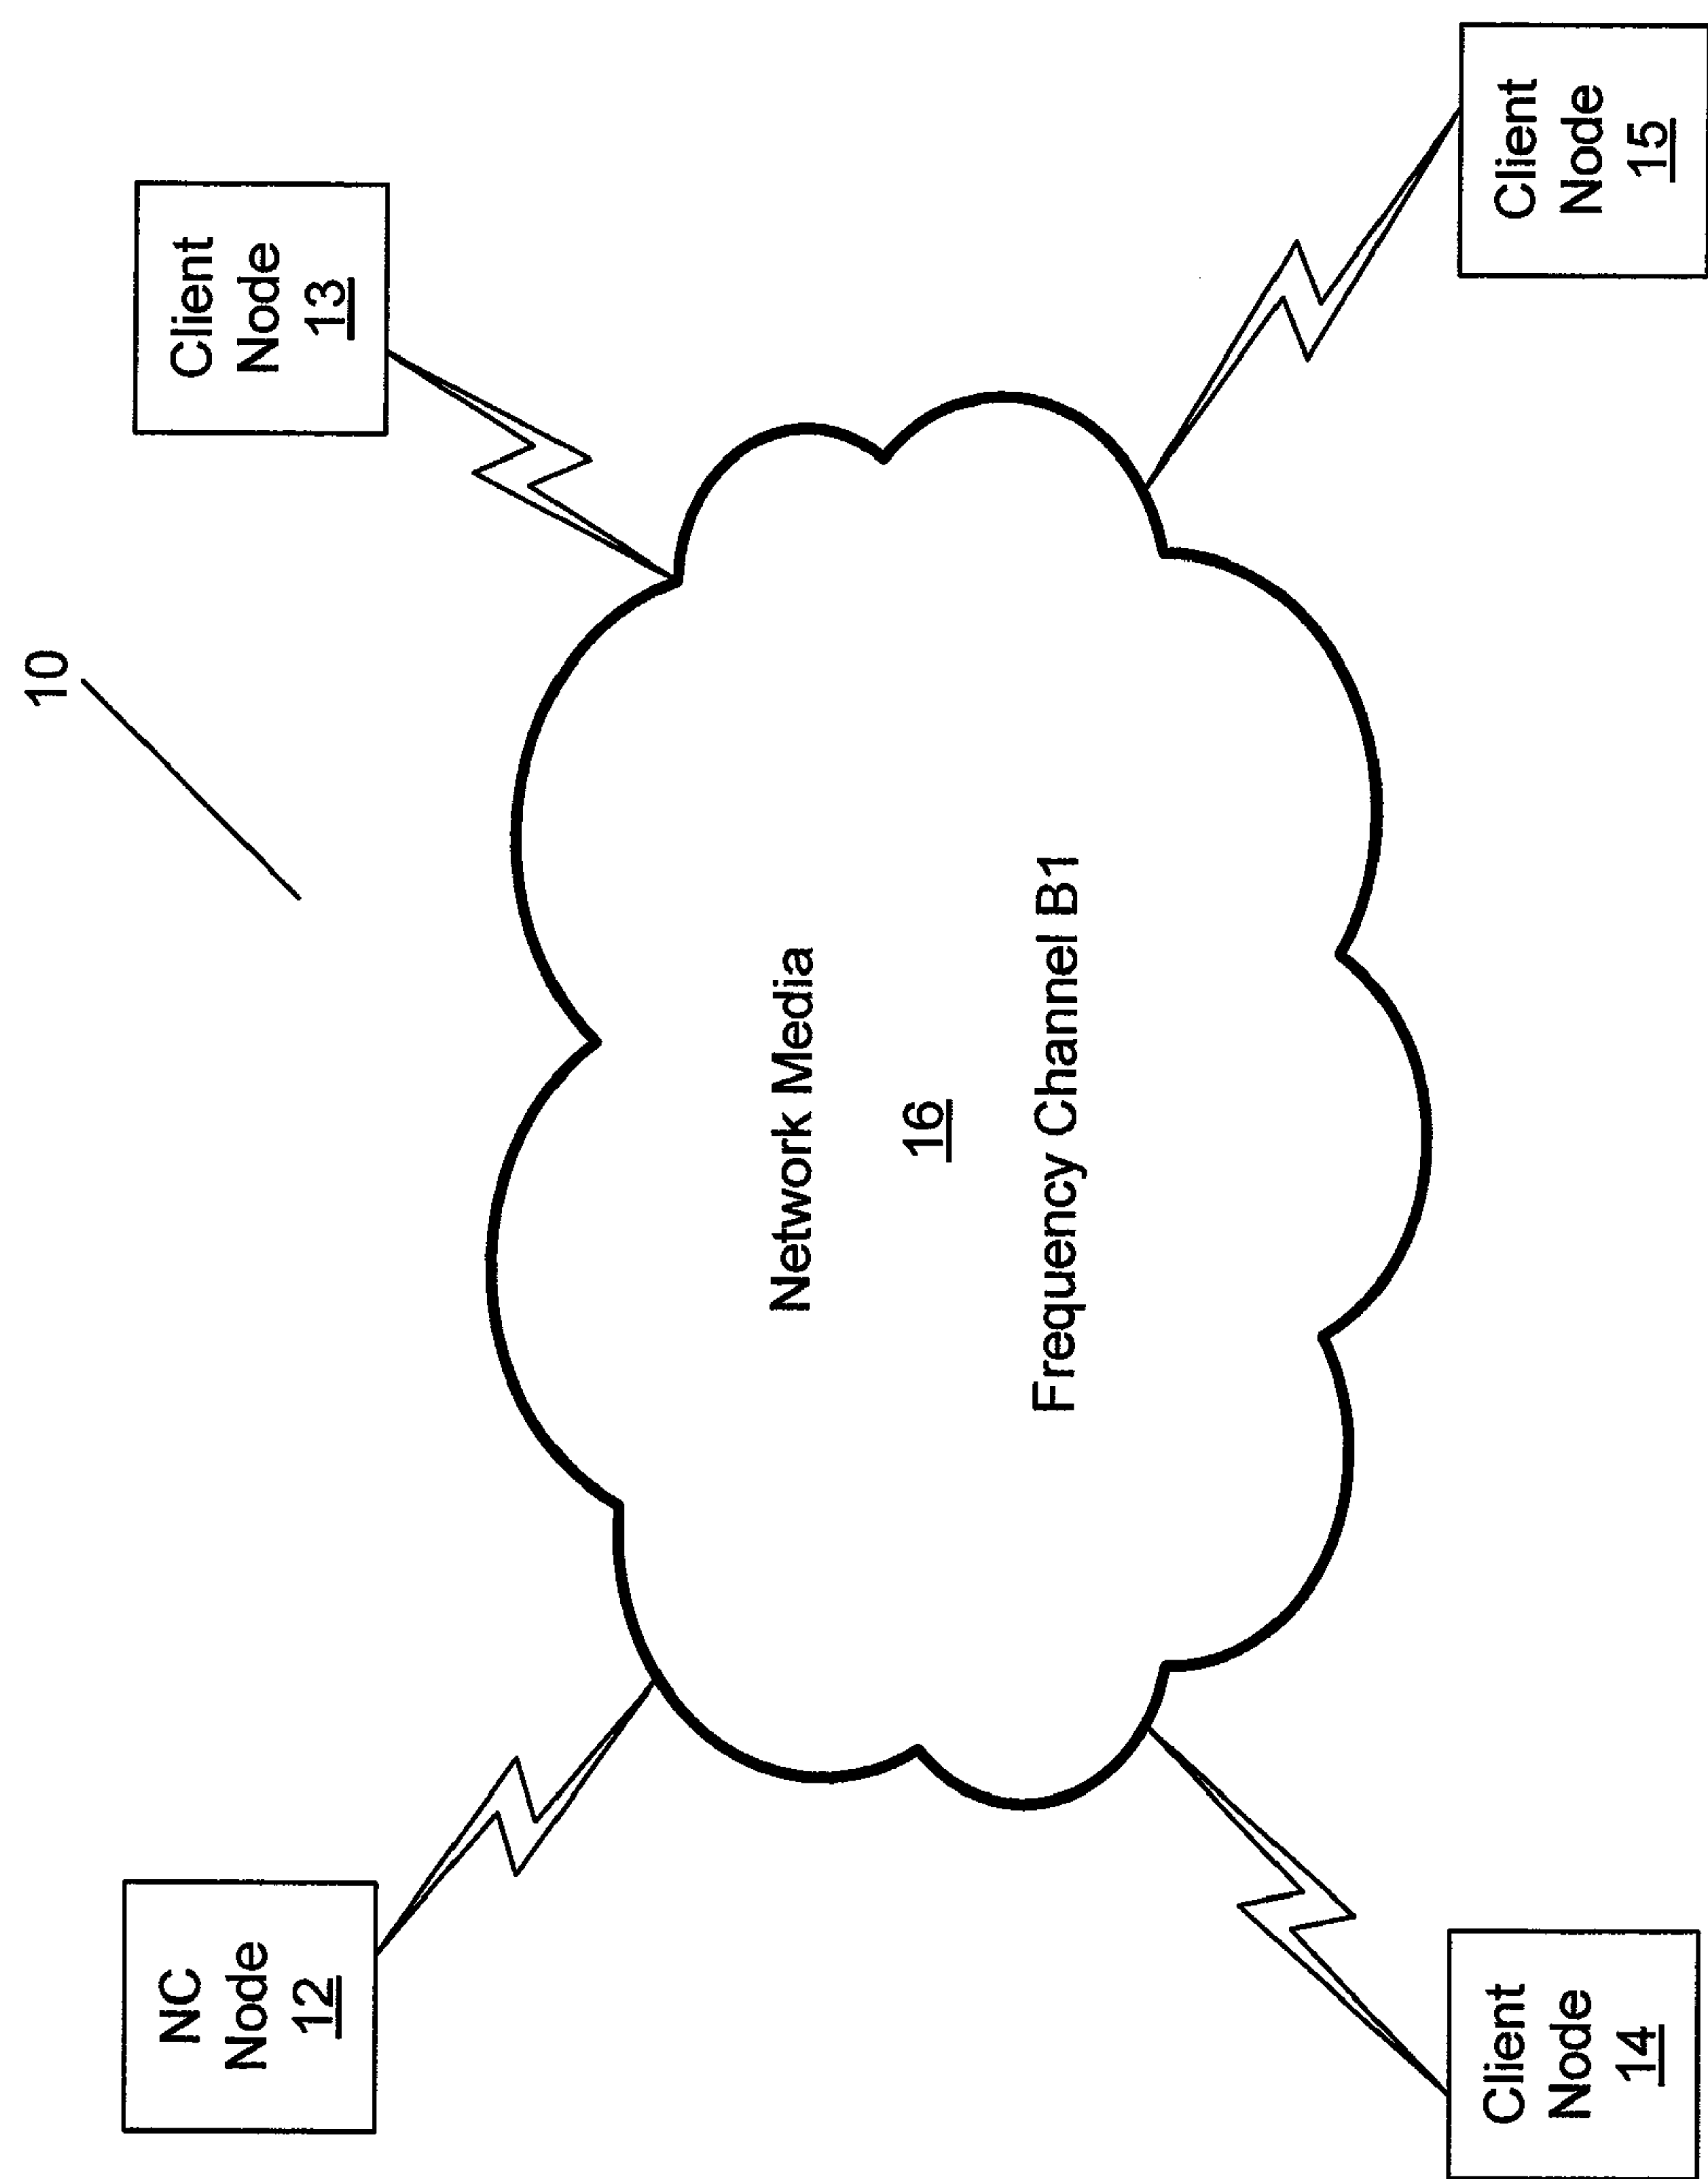 10
NC
Node
12
Client
Node
13
Network Media
16
Frequency Channel B1
Client
Node
14
Client
Node
15